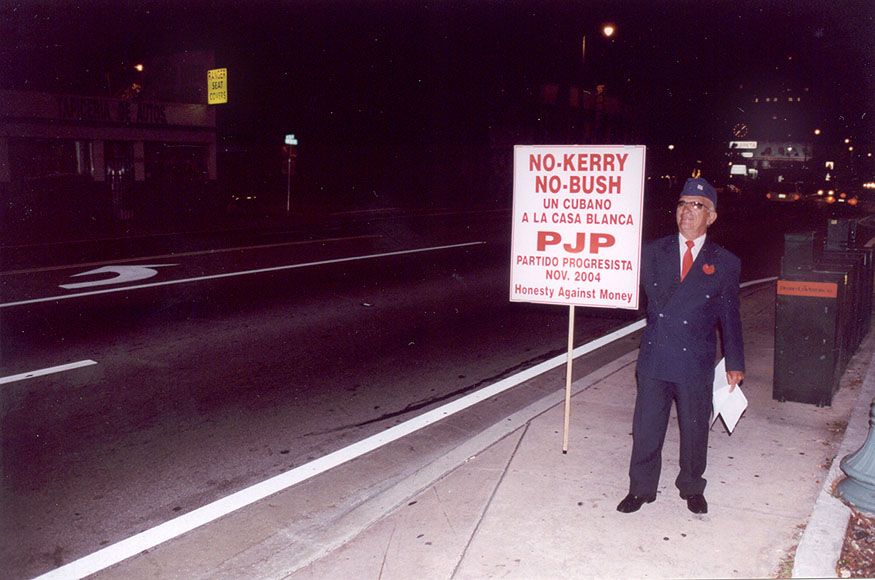 RANGER
SEAT
COVERS
NO-KERRY
NO-BUSH
UN CUBANO
A LA CASA BLANCA
PJP
PARTIDO PROGRESISTA
NOV. 2004
Honesty Against Money